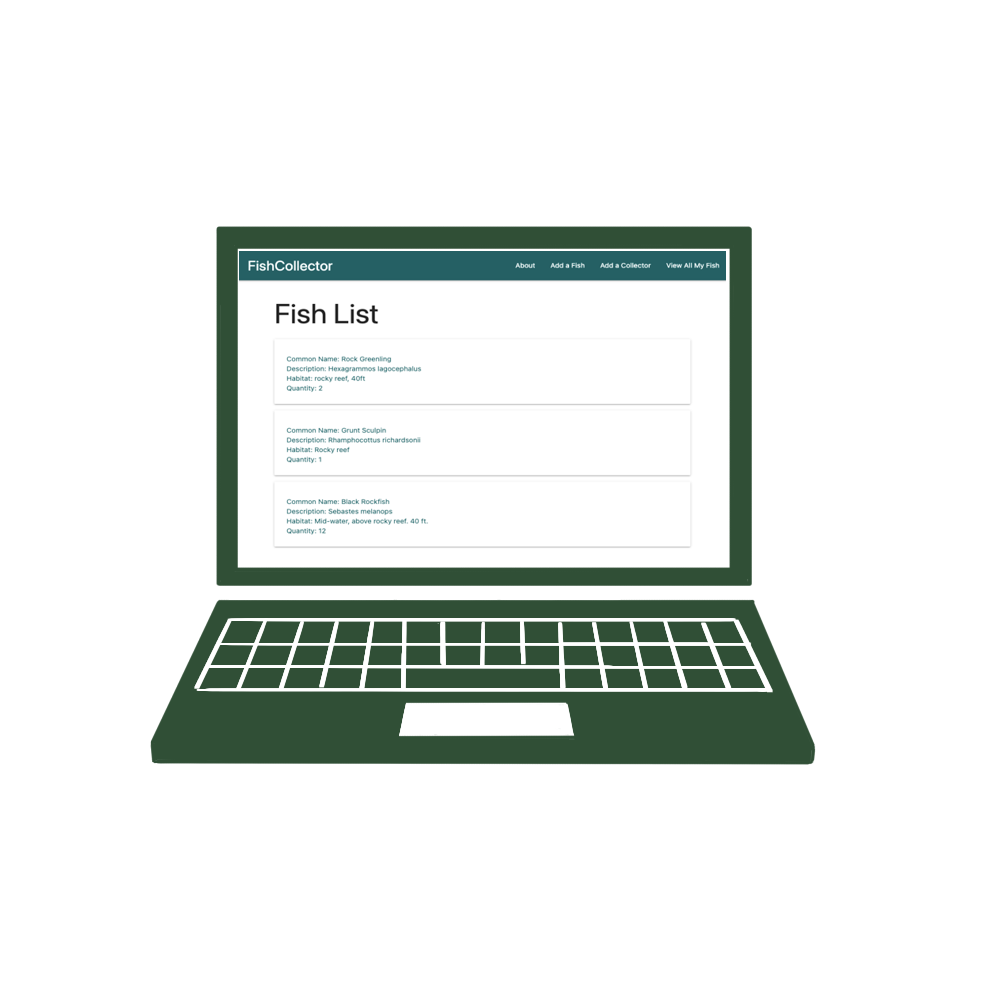 FishCollector
About Add a Fish Add a Collector View All My Fish
Fish List
Common Name: Rock Greenling
Description: Hexagrammos lagocephalus
Habitat: rocky reef, 40ft
Quantity: 2
Common Name: Grunt Sculpin
Description: Rhamphocottus richardsonii
Habitat: Rocky reef
Quantity: 1
Common Name: Black Rockfish
Description: Sebastes melanops
Habitat: Mid-water, above rocky reef. 40 ft.
Quantity: 12